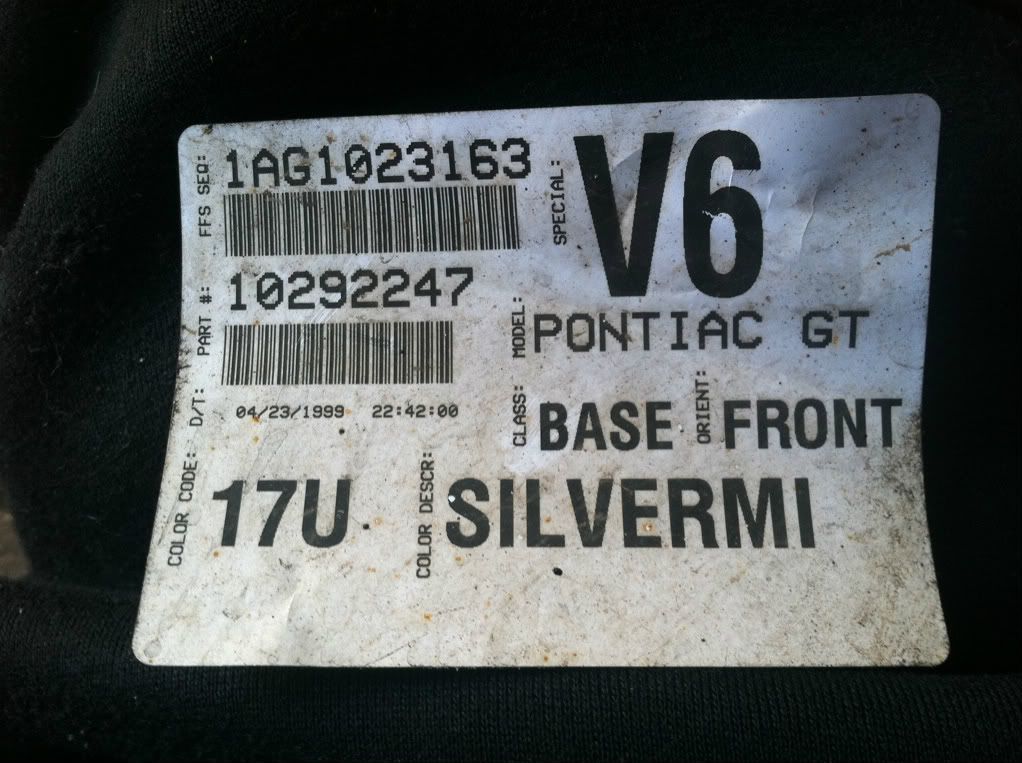 FFS SEQ: 1AG1023163
SPECIAL: V6
PART #: 10292247
MODEL: PONTIAC GT
D/T: 04/23/1999 22:42:00
CLASS: BASE ORIENT: FRONT
COLOR CODE: 17U
COLOR DESCR: SILVERMI